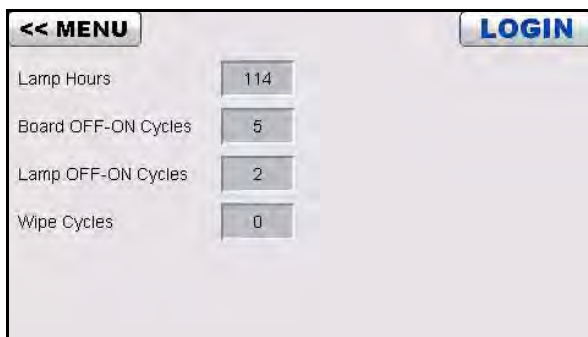 << MENU LOGIN
Lamp Hours 114
Board OFF-ON Cycles 5
Lamp OFF-ON Cycles 2
Wipe Cycles 0